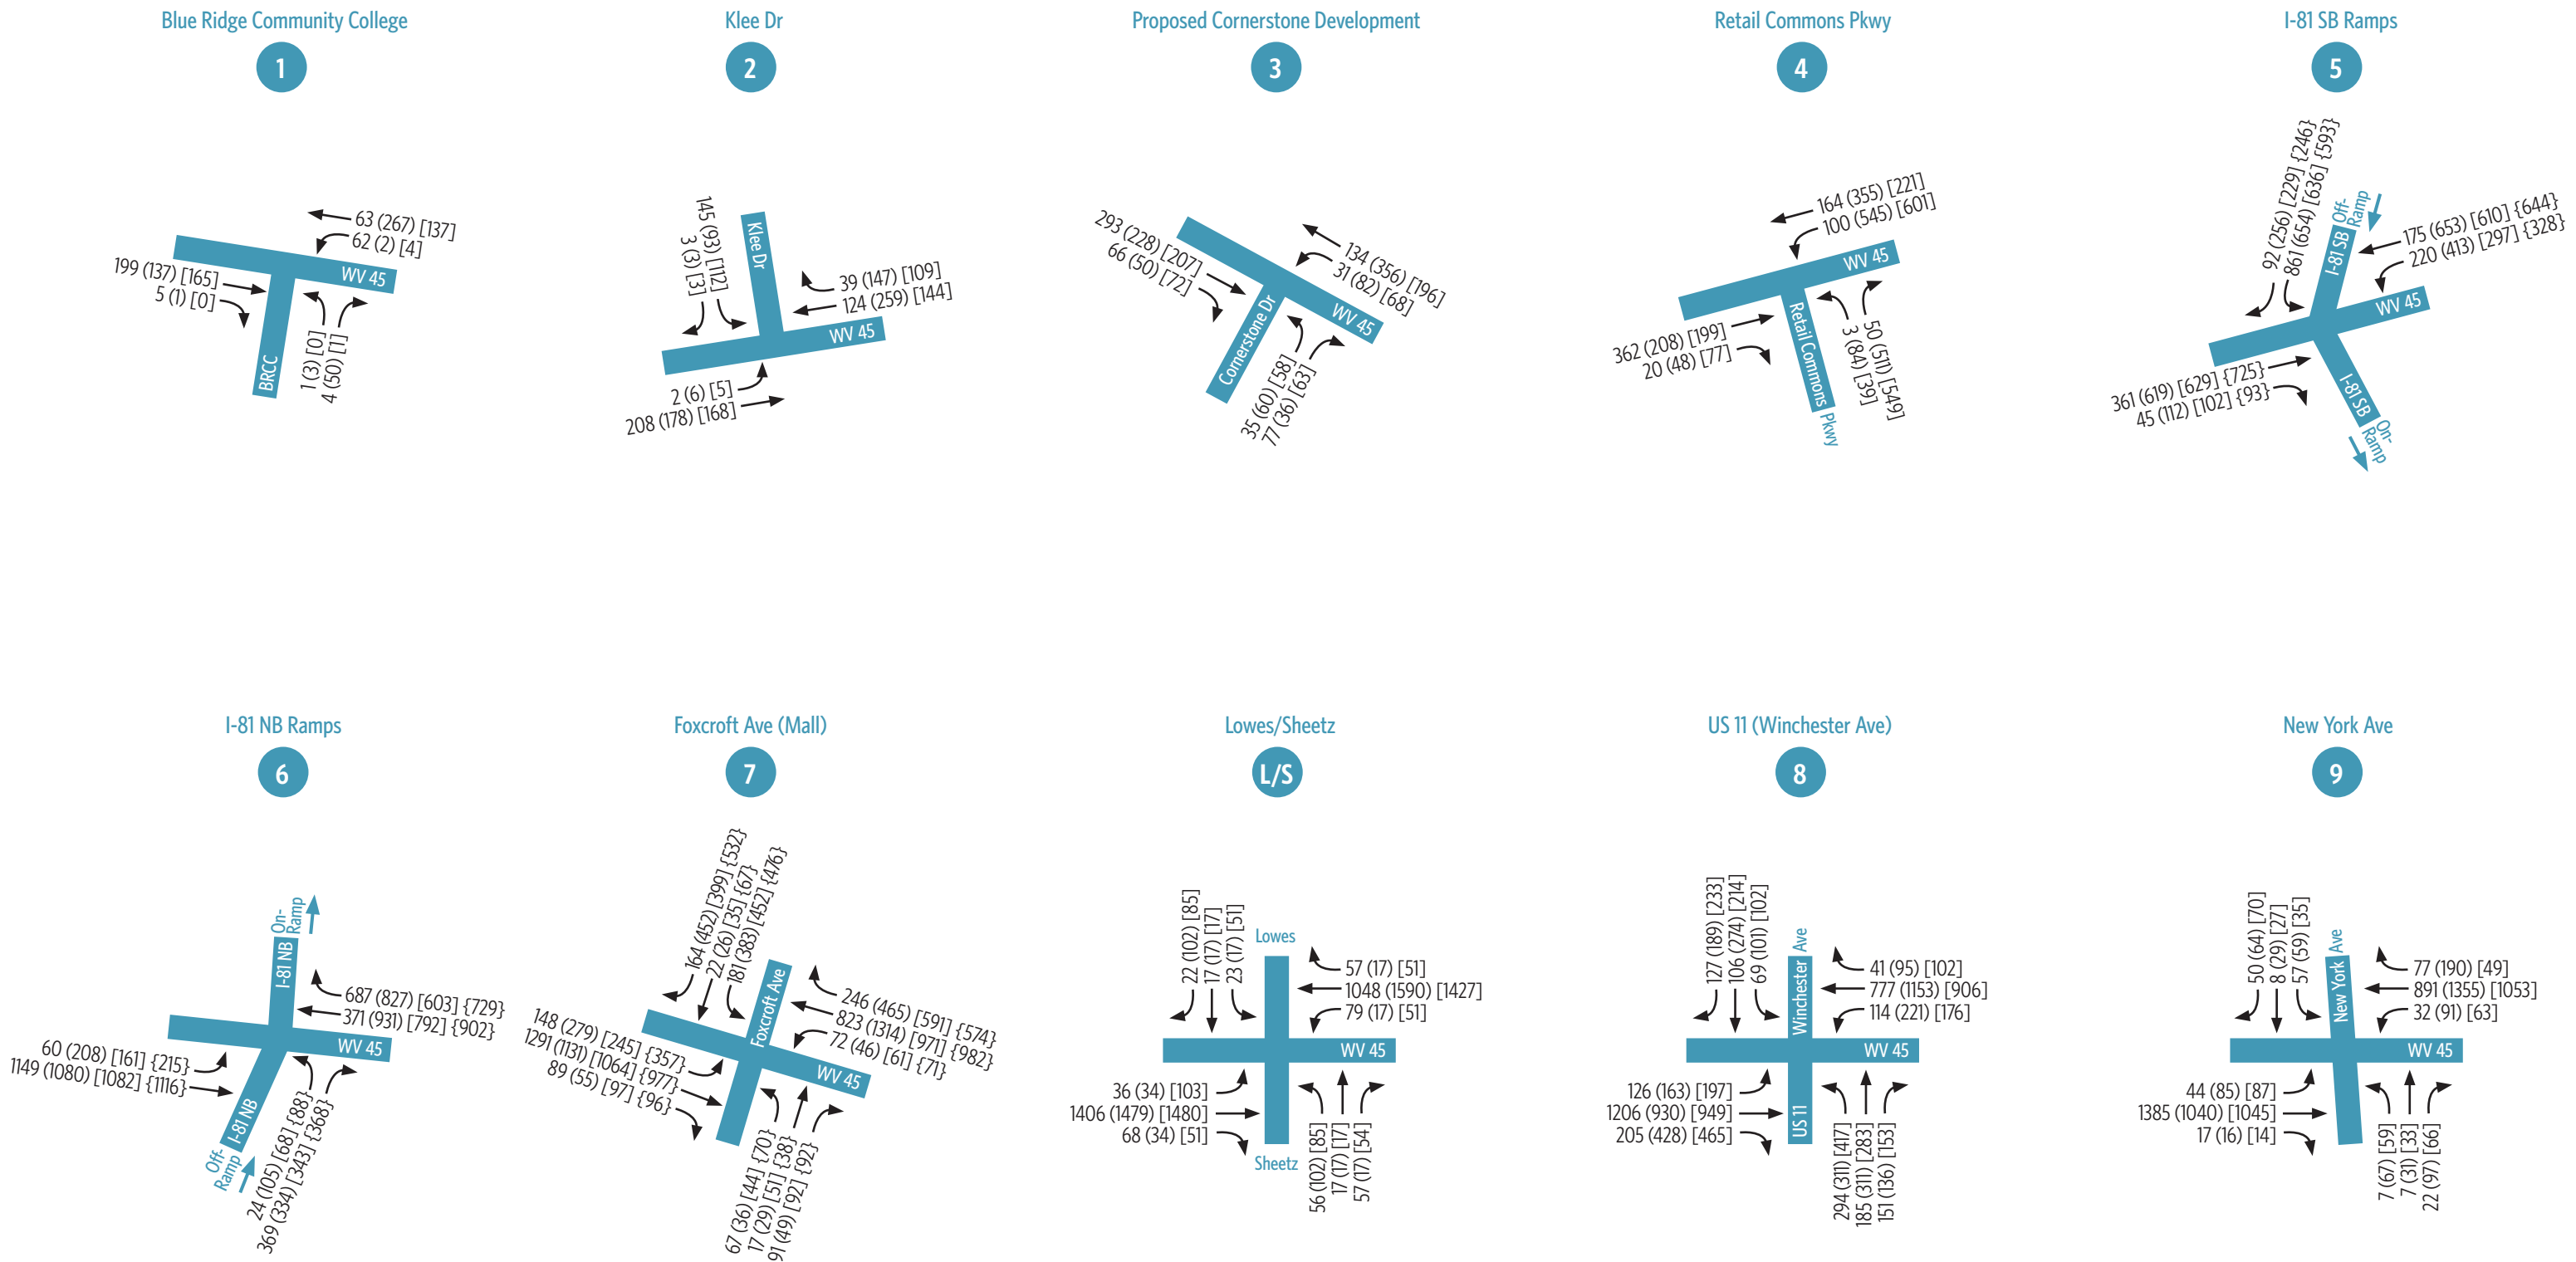 Blue Ridge Community College
1
63 (267) [137]
62 (2) [4]
199 (137) [165]
5 (1) [0]
WV 45
BRCC
1 (3) [0]
4 (50) [1]
Klee Dr
2
145 (93) [112]
3 (3) [3]
Klee Dr
39 (147) [109]
124 (259) [144]
WV 45
2 (6) [5]
208 (178) [168]
Proposed Cornerstone Development
3
293 (228) [207]
66 (50) [72]
134 (356) [196]
31 (82) [68]
WV 45
Cornerstone Dr
35 (60) [58]
77 (36) [63]
Retail Commons Pkwy
4
164 (355) [221]
100 (545) [601]
WV 45
362 (208) [199]
20 (48) [77]
Retail Commons Pkwy
50 (511) [549]
3 (84) [39]
I-81 SB Ramps
5
92 (256) [229] {246}
861 (654) [636] {593}
Off-
Ramp
I-81 SB
175 (653) [610] {644}
220 (413) [297] {328}
WV 45
361 (619) [629] {725}
45 (112) [102] {93}
I-81 SB
On-
Ramp
I-81 NB Ramps
6
On-
Ramp
I-81 NB
687 (827) [603] {729}
371 (931) [792] {902}
WV 45
60 (208) [161] {215}
1149 (1080) [1082] {1116}
I-81 NB
Off-
Ramp
24 (105) [68] {88}
369 (334) [343] {368}
Foxcroft Ave (Mall)
7
164 (452) [399] {532}
22 (26) [35] {67}
181 (383) [452] {476}
Foxcroft Ave
246 (465) [591] {574}
823 (1314) [971] {982}
72 (46) [61] {71}
148 (279) [245] {357}
1291 (1131) [1064] {977}
89 (55) [97] {96}
WV 45
67 (36) [44] {70}
17 (29) [51] {38}
91 (49) [92] {92}
Lowes/Sheetz
L/S
22 (102) [85]
17 (17) [17]
23 (17) [51]
Lowes
57 (17) [51]
1048 (1590) [1427]
79 (17) [51]
WV 45
36 (34) [103]
1406 (1479) [1480]
68 (34) [51]
Sheetz
56 (102) [85]
17 (17) [17]
57 (17) [54]
US 11 (Winchester Ave)
8
127 (189) [233]
106 (274) [214]
69 (101) [102]
Winchester Ave
41 (95) [102]
777 (1153) [906]
114 (221) [176]
WV 45
126 (163) [197]
1206 (930) [949]
205 (428) [465]
US 11
294 (311) [417]
185 (311) [283]
151 (136) [153]
New York Ave
9
50 (64) [70]
8 (29) [27]
57 (59) [35]
New York Ave
77 (190) [49]
891 (1355) [1053]
32 (91) [63]
WV 45
44 (85) [87]
1385 (1040) [1045]
17 (16) [14]
7 (67) [59]
7 (31) [33]
22 (97) [66]